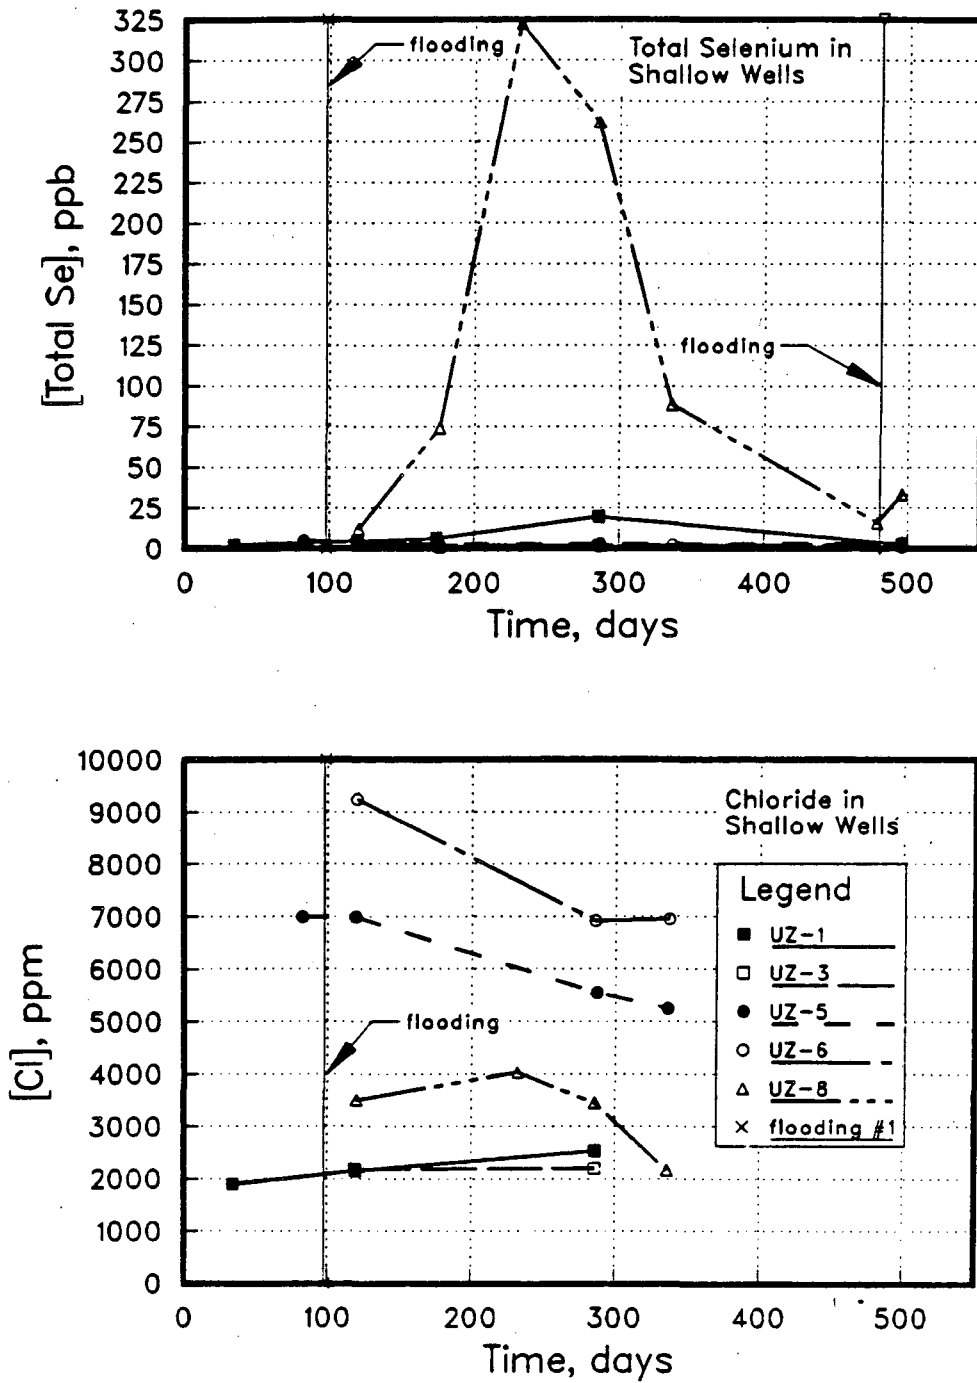 325
300
275
250
225
200
175
150
125
100
75
50
25
0
[Total Se], ppb
flooding
Total Selenium in
Shallow Wells
flooding
0 100 200 300 400 500
Time, days
10000
9000
8000
7000
6000
5000
4000
3000
2000
1000
0
[Cl], ppm
Chloride in
Shallow Wells
flooding
Legend
UZ-1
UZ-3
UZ-5
UZ-6
UZ-8
flooding #1
0 100 200 300 400 500
Time, days